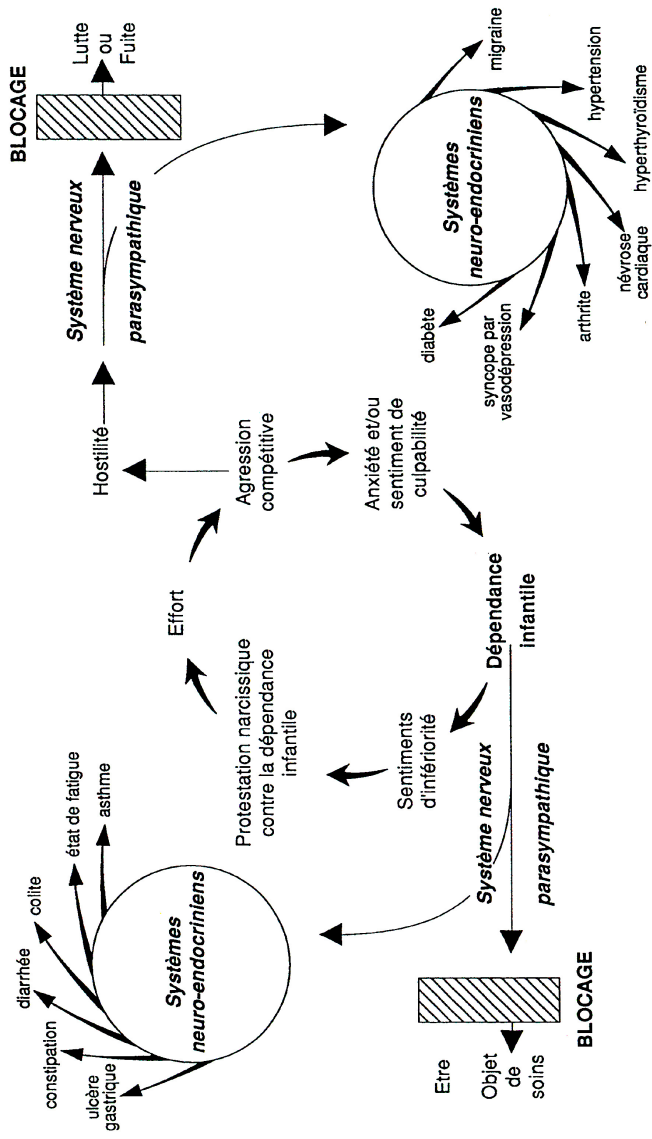 BLOCAGE
Lutte
ou
Fuite
Système nerveux
parasympathique
Hostilité
migraine
hypertension
hyperthyroïdisme
névrose
cardiaque
arthrite
syncope par
vasodépression
diabète
Systèmes
neuro-endocriniens
Agression
compétitive
Anxiété et/ou
sentiment de
culpabilité
Effort
Dépendance
infantile
Sentiments
d'infériorité
Protestation narcissique
contre la dépendance
infantile
asthme
état de fatigue
colite
diarrhée
constipation
ulcère
gastrique
Systèmes
neuro-endocriniens
Système nerveux
parasympathique
BLOCAGE
Etre
Objet
de
soins